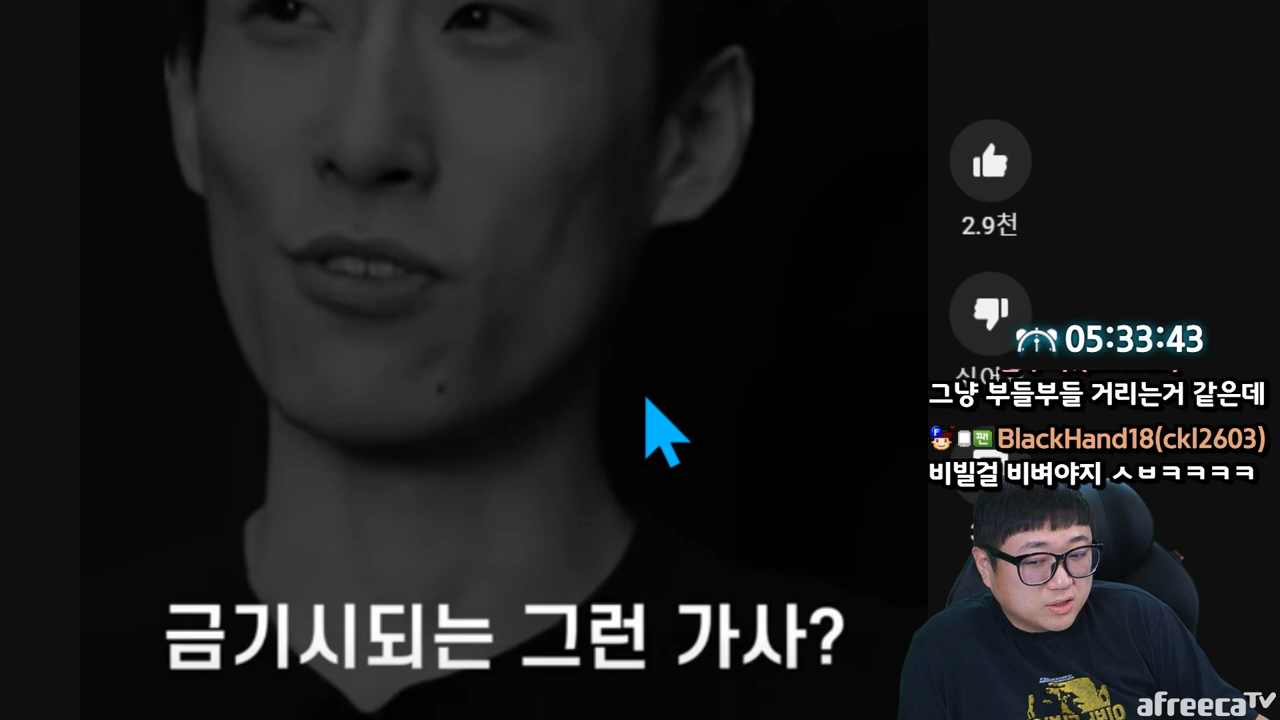 2.9천
05:33:43
그냥 부들부들 거리는거 같은데
팬 BlackHand18(ckl2603)
비빌걸 비벼야지 ㅅㅂㅋㅋㅋㅋ
금기시되는 그런 가사?
afreecaTV